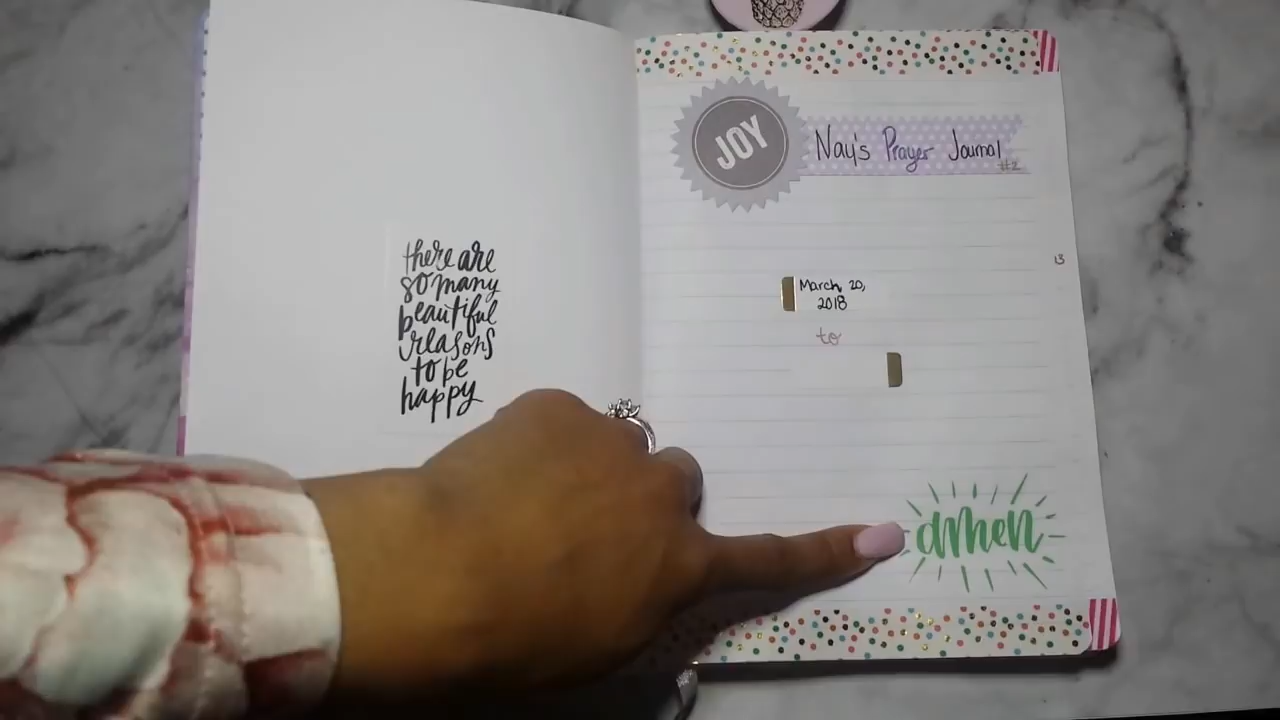 there are
so many
beautiful
reasons
to be
happy
JOY
Nay's Prayer Journal
#2
13
March 20,
2018
to
amen